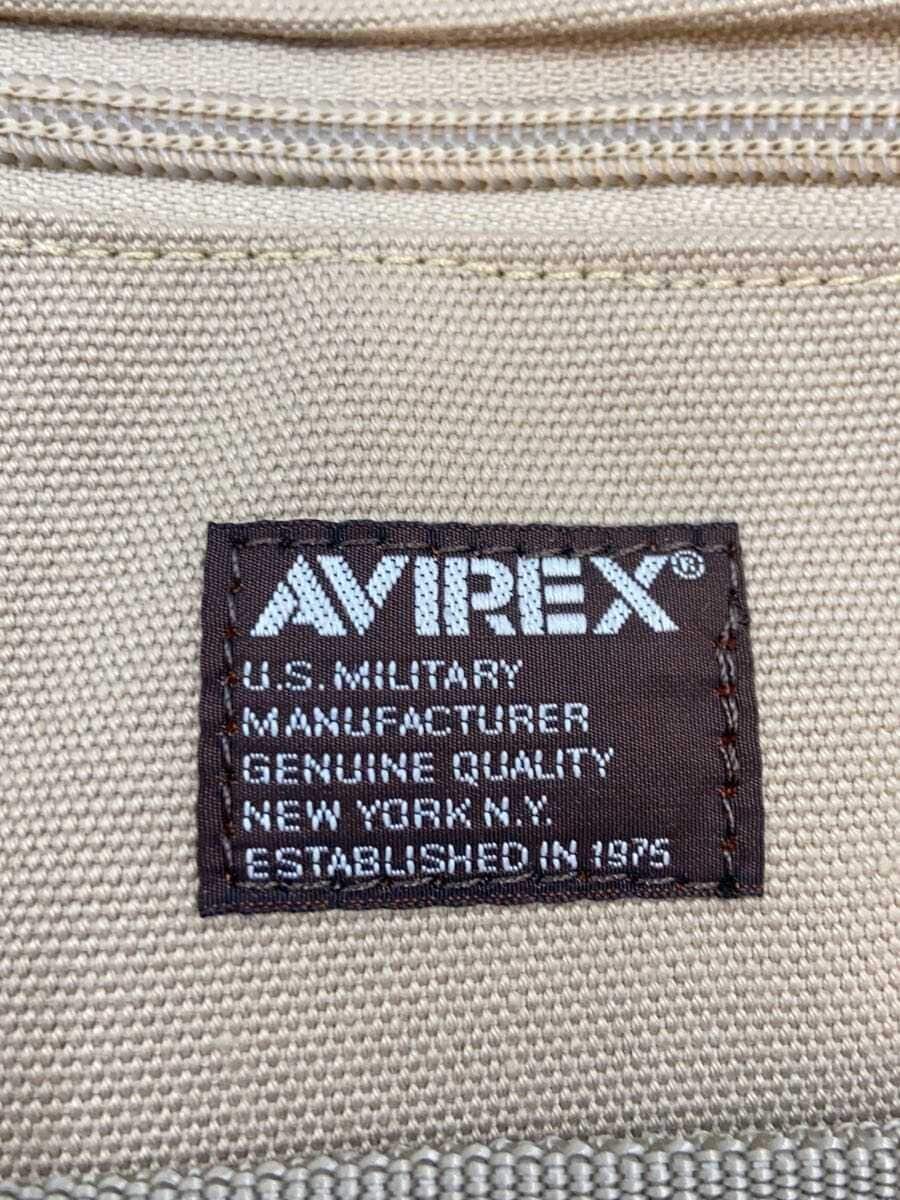 AVIREX®
U.S. MILITARY
MANUFACTURER
GENUINE QUALITY
NEW YORK N.Y.
ESTABLISHED IN 1975